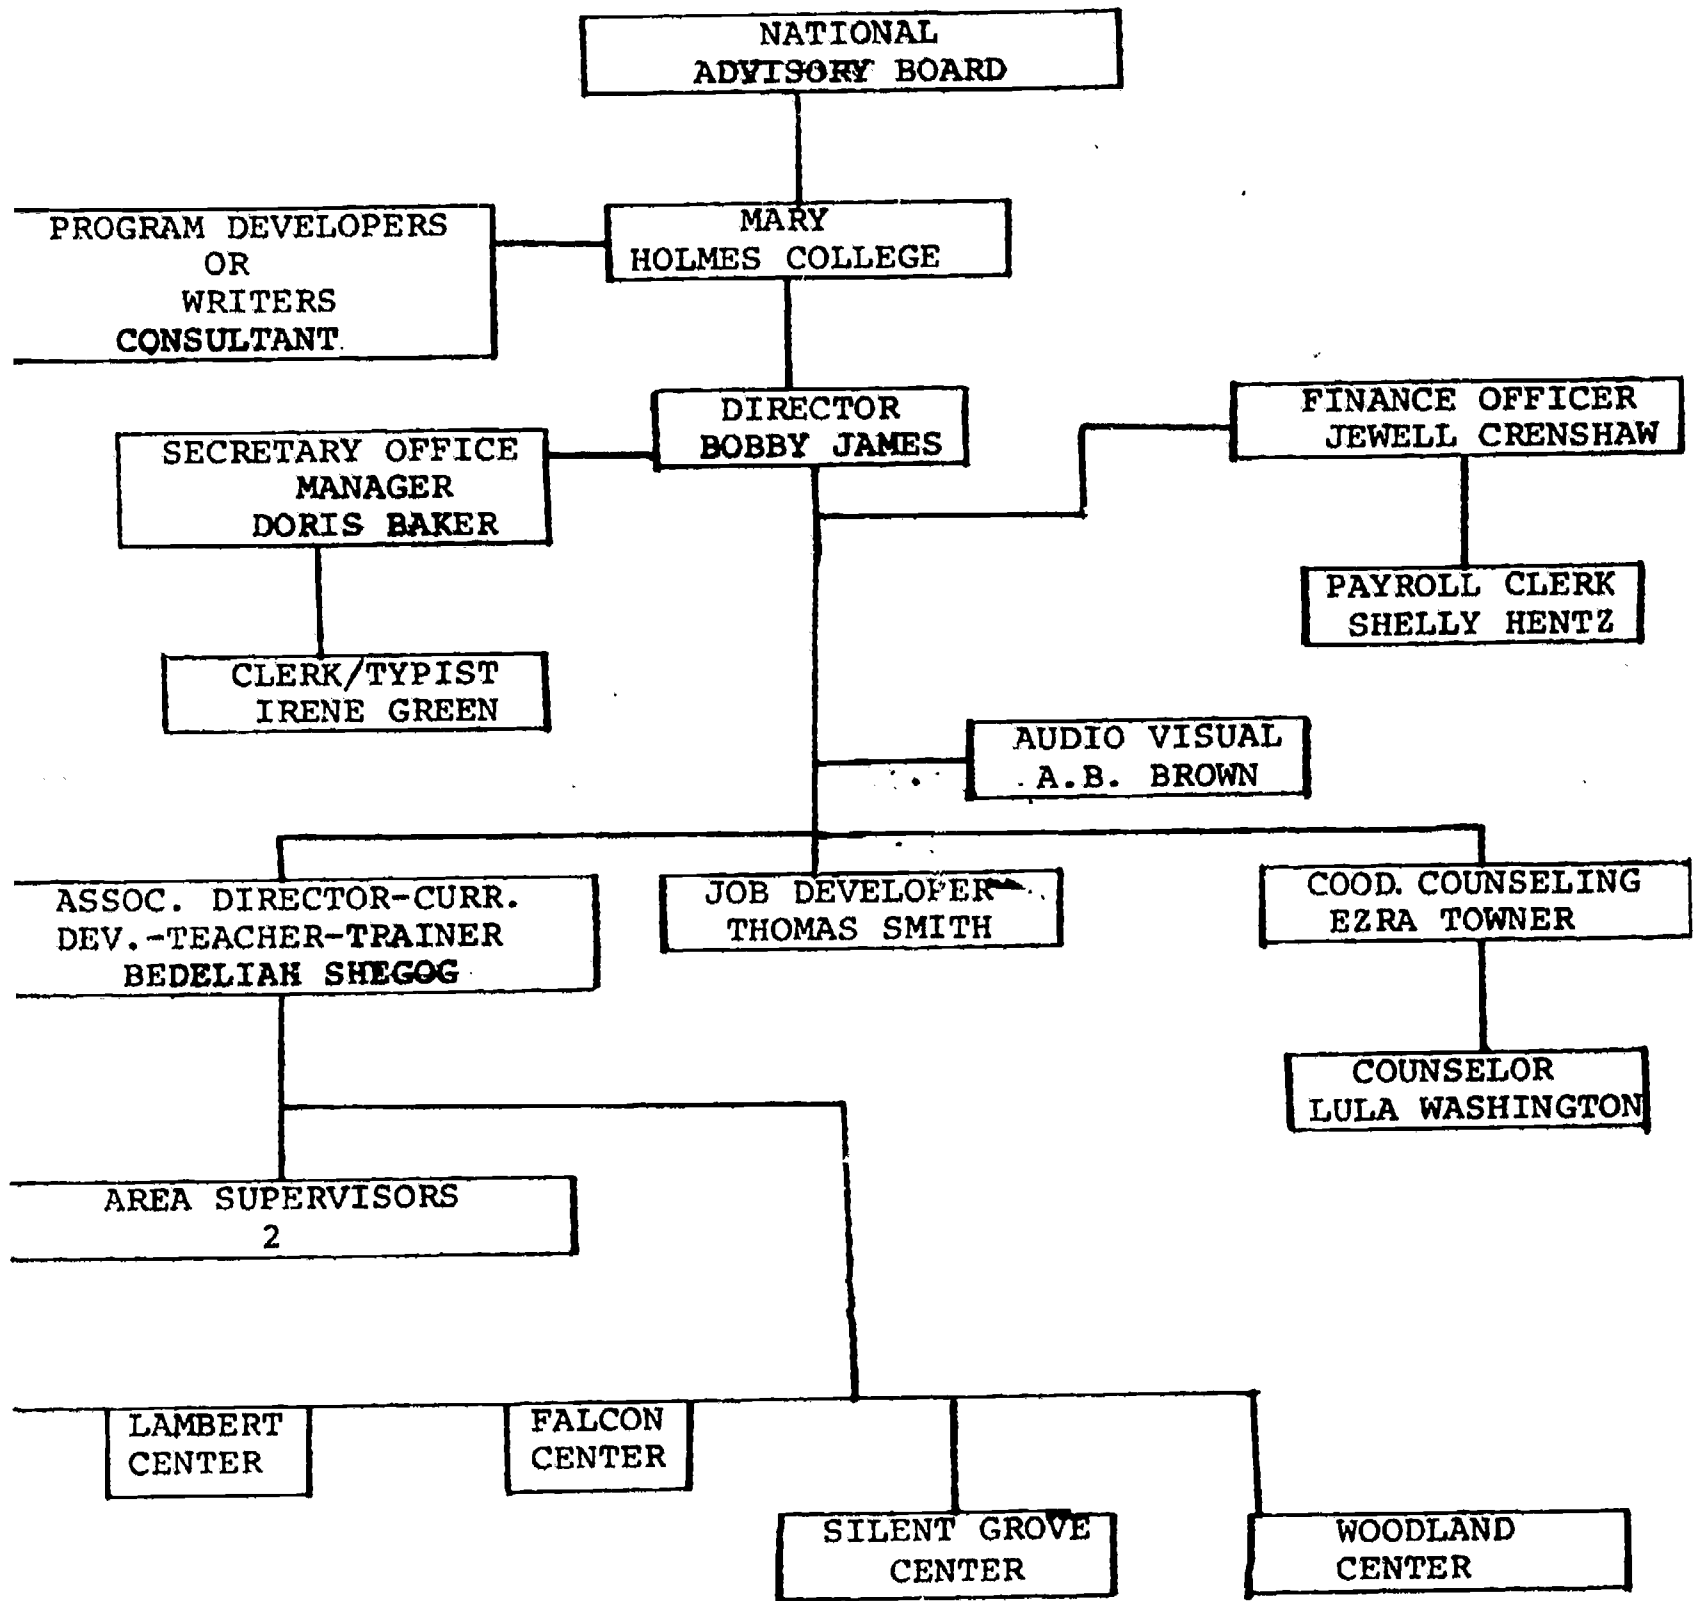 NATIONAL
ADVISORY BOARD
MARY
HOLMES COLLEGE
PROGRAM DEVELOPERS
OR
WRITERS
CONSULTANT
DIRECTOR
BOBBY JAMES
FINANCE OFFICER
JEWELL CRENSHAW
SECRETARY OFFICE
MANAGER
DORIS BAKER
PAYROLL CLERK
SHELLY HENTZ
CLERK/TYPIST
IRENE GREEN
AUDIO VISUAL
A.B. BROWN
ASSOC. DIRECTOR-CURR.
DEV.-TEACHER-TRAINER
BEDELIAH SHEGOG
JOB DEVELOPER
THOMAS SMITH
COOD. COUNSELING
EZRA TOWNER
COUNSELOR
LULA WASHINGTON
AREA SUPERVISORS
2
LAMBERT
CENTER
FALCON
CENTER
SILENT GROVE
CENTER
WOODLAND
CENTER